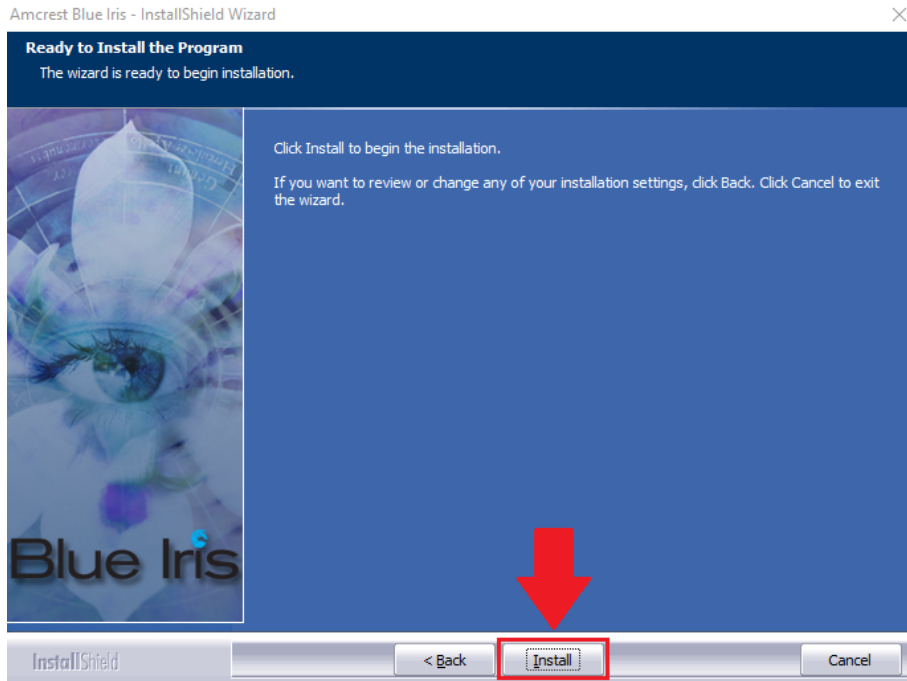 Amcrest Blue Iris - InstallShield Wizard
Ready to Install the Program
The wizard is ready to begin installation.
Click Install to begin the installation.
If you want to review or change any of your installation settings, click Back. Click Cancel to exit
the wizard.
Blue Iris
InstallShield
< Back
Install
Cancel